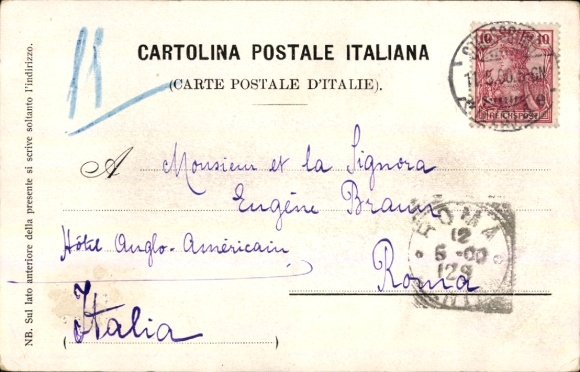 11
CARTOLINA POSTALE ITALIANA
(CARTE POSTALE D'ITALIE).
NB. Sul lato anteriore della presente si scrive soltanto l'indirizzo.
10 10
REICHSPOST
A Monsieur et la Signora
Eugène Braun
Hôtel Anglo-Américain
Roma
(Italia)
ROMA
12
5-00
12S